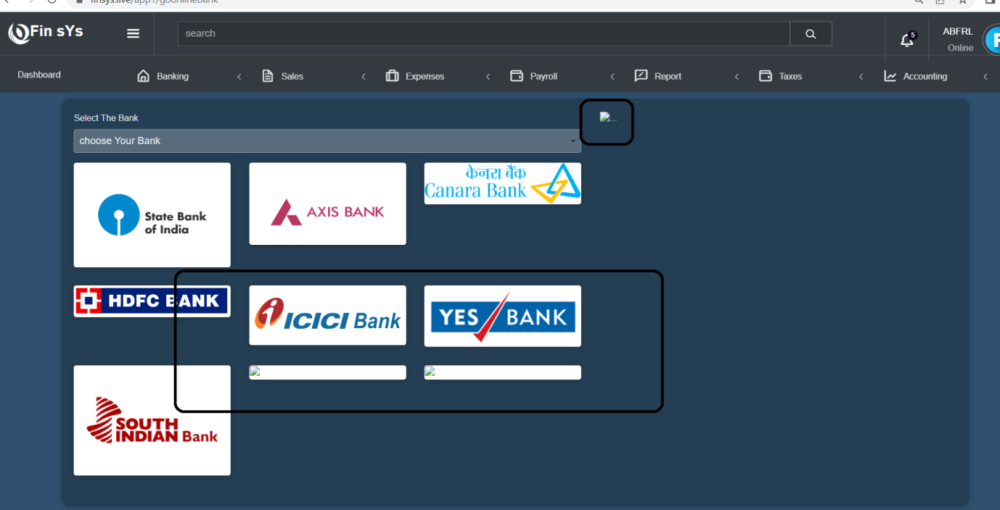 finsys.live/app1/goonlinebank
Fin sYs
search
5
ABFRL
Online
Dashboard
Banking
Sales
Expenses
Payroll
Report
Taxes
Accounting
Select The Bank
...
choose Your Bank
State Bank
of India
AXIS BANK
केनरा बैंक
Canara Bank
HDFC BANK
ICICI Bank
YES BANK
SOUTH
INDIAN Bank